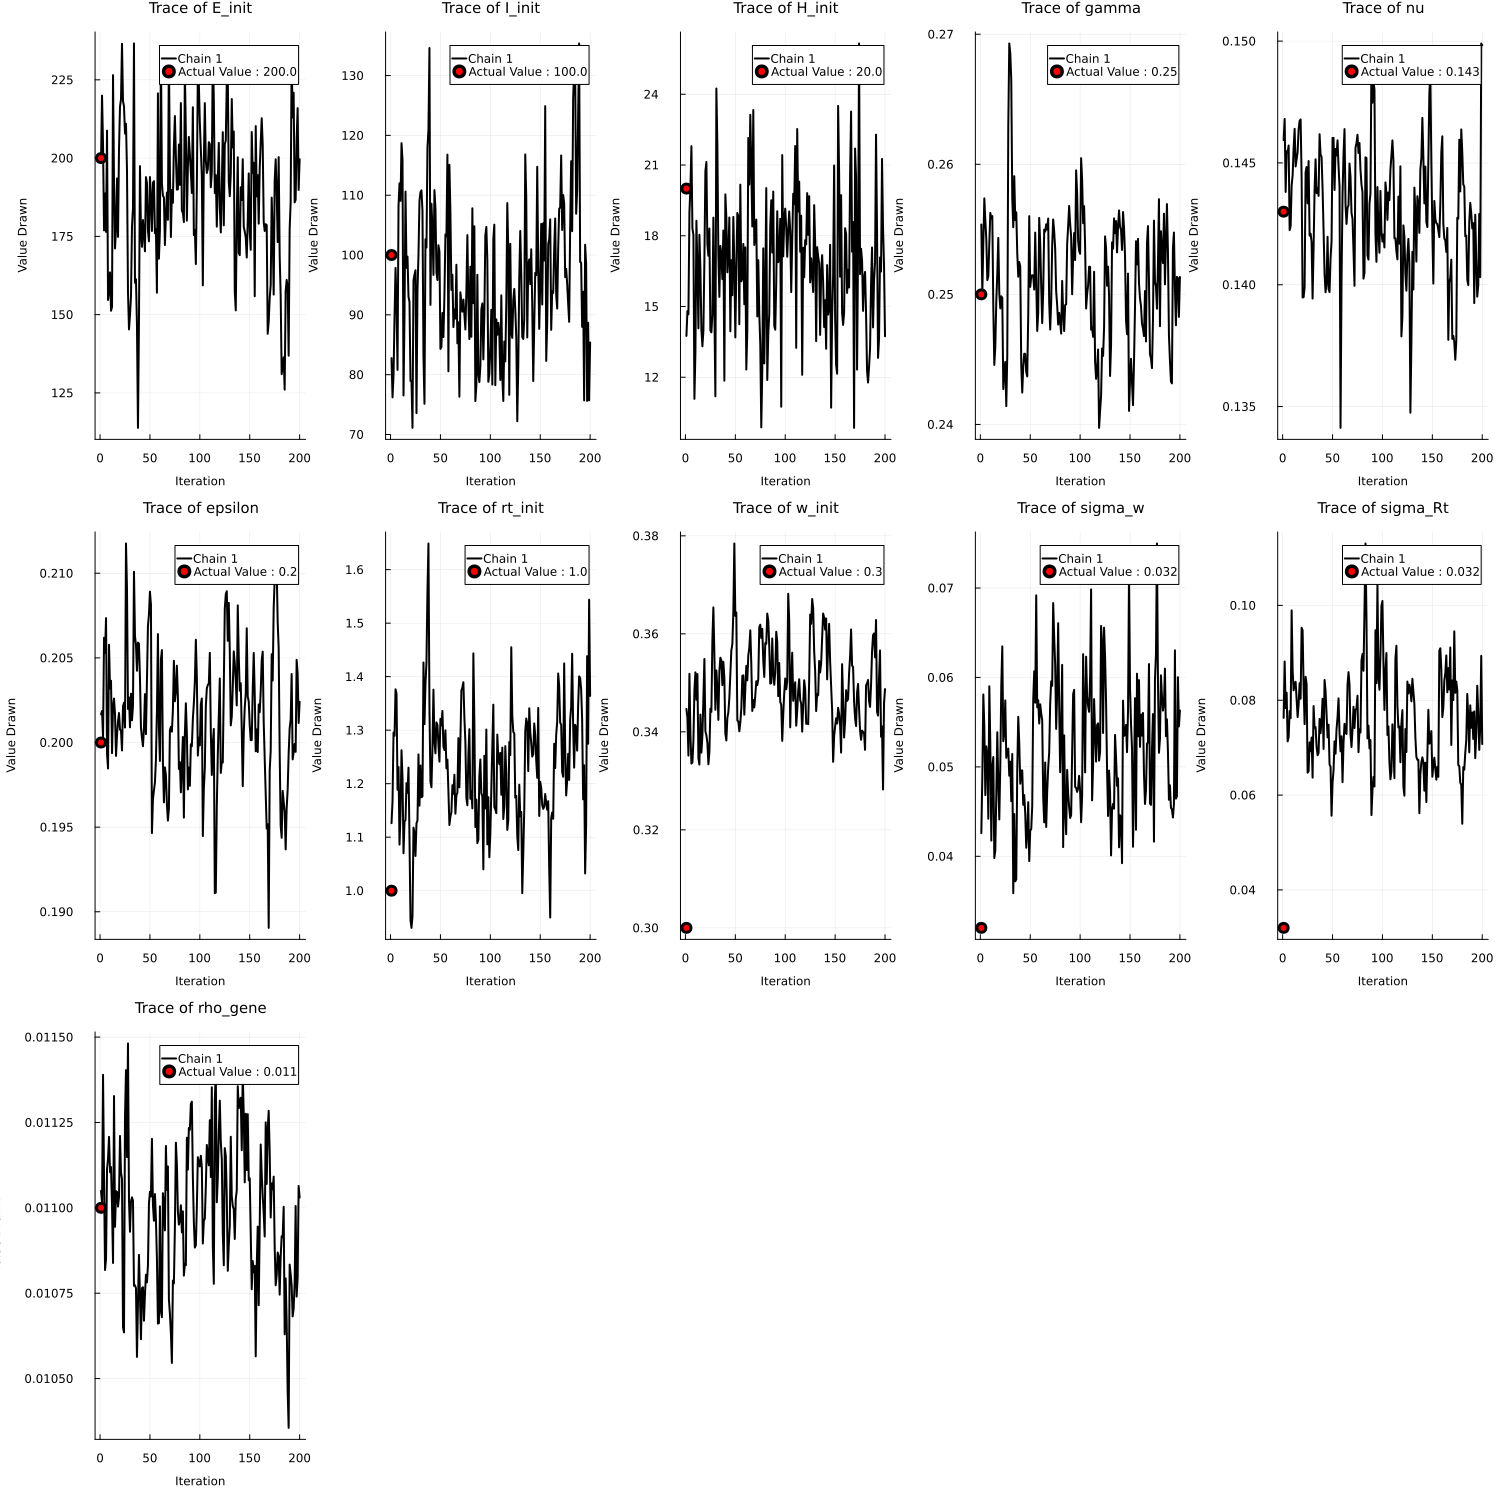 Trace of E_init
Trace of I_init
Trace of H_init
Trace of gamma
Trace of nu
Chain 1
Actual Value : 200.0
Chain 1
Actual Value : 100.0
Chain 1
Actual Value : 20.0
Chain 1
Actual Value : 0.25
Chain 1
Actual Value : 0.143
Value Drawn
225
200
175
150
125
0 50 100 150 200
Iteration
Value Drawn
130
120
110
100
90
80
70
0 50 100 150 200
Iteration
Value Drawn
24
21
18
15
12
0 50 100 150 200
Iteration
Value Drawn
0.27
0.26
0.25
0.24
0 50 100 150 200
Iteration
Value Drawn
0.150
0.145
0.140
0.135
0 50 100 150 200
Iteration
Trace of epsilon
Trace of rt_init
Trace of w_init
Trace of sigma_w
Trace of sigma_Rt
Chain 1
Actual Value : 0.2
Chain 1
Actual Value : 1.0
Chain 1
Actual Value : 0.3
Chain 1
Actual Value : 0.032
Chain 1
Actual Value : 0.032
Value Drawn
0.210
0.205
0.200
0.195
0.190
0 50 100 150 200
Iteration
Value Drawn
1.6
1.5
1.4
1.3
1.2
1.1
1.0
0 50 100 150 200
Iteration
Value Drawn
0.38
0.36
0.34
0.32
0.30
0 50 100 150 200
Iteration
Value Drawn
0.07
0.06
0.05
0.04
0 50 100 150 200
Iteration
Value Drawn
0.10
0.08
0.06
0.04
0 50 100 150 200
Iteration
Trace of rho_gene
Chain 1
Actual Value : 0.011
0.01150
0.01125
0.01100
0.01075
0.01050
0 50 100 150 200
Iteration